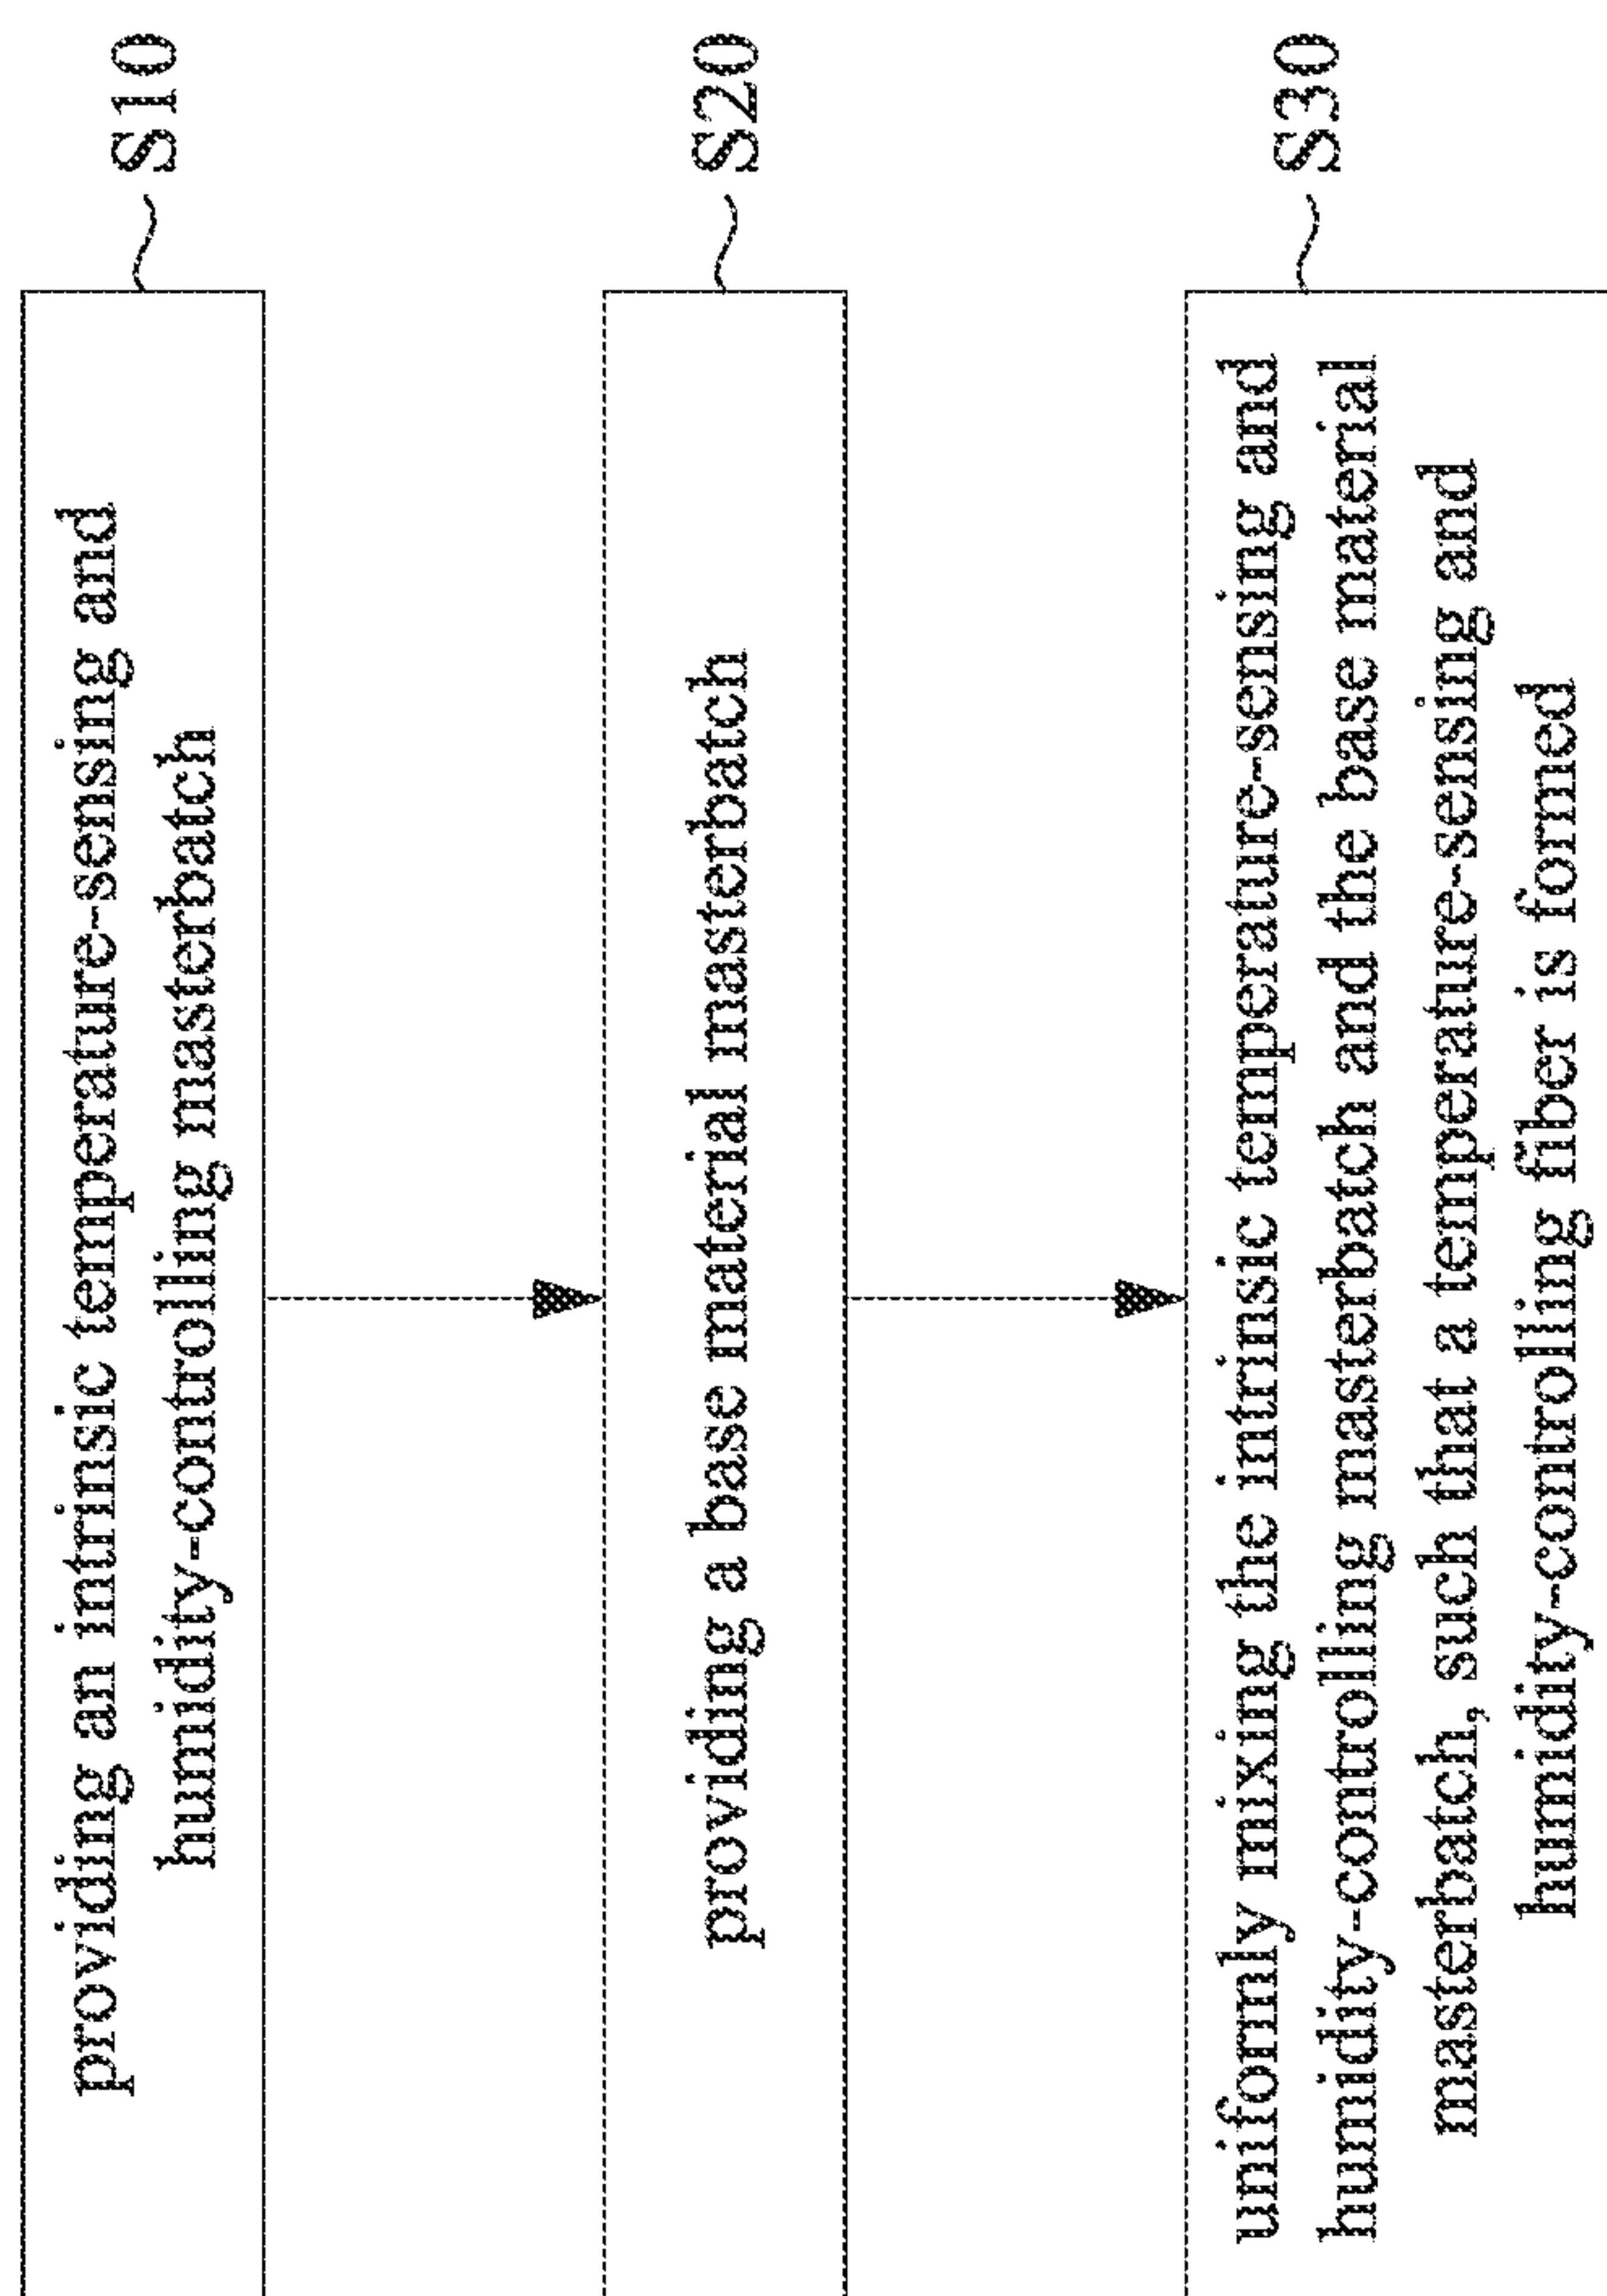 providing an intrinsic temperature-sensing and
humidity-controlling masterbatch
S10
providing a base material masterbatch
S20
uniformly mixing the intrinsic temperature-sensing and
humidity-controlling masterbatch and the base material
masterbatch, such that a temperature-sensing and
humidity-controlling fiber is formed
S30